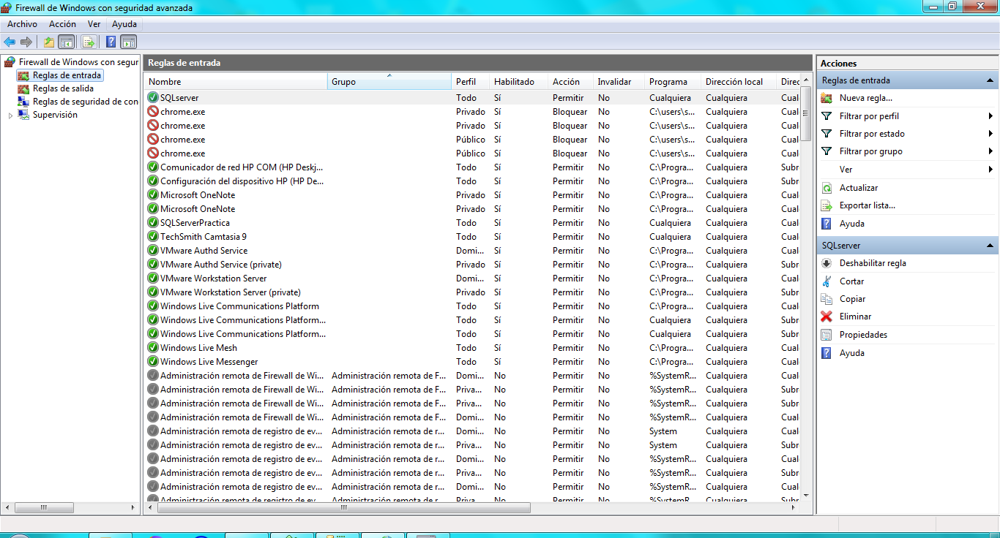 Firewall de Windows con seguridad avanzada
Archivo Acción Ver Ayuda
Firewall de Windows con segur
Reglas de entrada
Reglas de salida
Reglas de seguridad de con
Supervisión
Reglas de entrada
Nombre Grupo Perfil Habilitado Acción Invalidar Programa Dirección local Direc
SQLserver Todo Sí Permitir No Cualquiera Cualquiera Cual
chrome.exe Privado Sí Bloquear No C:\users\s... Cualquiera Cual
chrome.exe Privado Sí Bloquear No C:\users\s... Cualquiera Cual
chrome.exe Público Sí Bloquear No C:\users\s... Cualquiera Cual
chrome.exe Público Sí Bloquear No C:\users\s... Cualquiera Cual
Comunicador de red HP COM (HP Deskj... Todo Sí Permitir No C:\Progra... Cualquiera Subr
Configuración del dispositivo HP (HP De... Todo Sí Permitir No C:\Progra... Cualquiera Subr
Microsoft OneNote Privado Sí Permitir No C:\Progra... Cualquiera Cual
Microsoft OneNote Privado Sí Permitir No C:\Progra... Cualquiera Cual
SQLServerPractica Todo Sí Permitir No Cualquiera Cualquiera Cual
TechSmith Camtasia 9 Todo Sí Permitir No C:\Progra... Cualquiera Cual
VMware Authd Service Domi... Sí Permitir No C:\Progra... Cualquiera Cual
VMware Authd Service (private) Privado Sí Permitir No C:\Progra... Cualquiera Subr
VMware Workstation Server Domi... Sí Permitir No C:\Progra... Cualquiera Cual
VMware Workstation Server (private) Privado Sí Permitir No C:\Progra... Cualquiera Subr
Windows Live Communications Platform Todo Sí Permitir No C:\Progra... Cualquiera Cual
Windows Live Communications Platform... Todo Sí Permitir No Cualquiera Cualquiera Subr
Windows Live Communications Platform... Todo Sí Permitir No Cualquiera Cualquiera Subr
Windows Live Mesh Todo Sí Permitir No C:\Progra... Cualquiera Cual
Windows Live Messenger Todo Sí Permitir No C:\Progra... Cualquiera Cual
Administración remota de Firewall de Wi... Administración remota de F... Domi... No Permitir No %SystemR... Cualquiera Cual
Administración remota de Firewall de Wi... Administración remota de F... Priva... No Permitir No %SystemR... Cualquiera Subr
Administración remota de Firewall de Wi... Administración remota de F... Priva... No Permitir No %SystemR... Cualquiera Subr
Administración remota de Firewall de Wi... Administración remota de F... Domi... No Permitir No %SystemR... Cualquiera Cual
Administración remota de registro de ev... Administración remota de r... Domi... No Permitir No System Cualquiera Cual
Administración remota de registro de ev... Administración remota de r... Priva... No Permitir No System Cualquiera Subr
Administración remota de registro de ev... Administración remota de r... Domi... No Permitir No %SystemR... Cualquiera Cual
Administración remota de registro de ev... Administración remota de r... Priva... No Permitir No %SystemR... Cualquiera Subr
Administración remota de registro de ev... Administración remota de r... Domi... No Permitir No %SystemR... Cualquiera Cual
Administración remota de registro de ev... Administración remota de r... Priva... No Permitir No %SystemR... Cualquiera Subr
Acciones
Reglas de entrada
Nueva regla...
Filtrar por perfil
Filtrar por estado
Filtrar por grupo
Ver
Actualizar
Exportar lista...
Ayuda
SQLserver
Deshabilitar regla
Cortar
Copiar
Eliminar
Propiedades
Ayuda